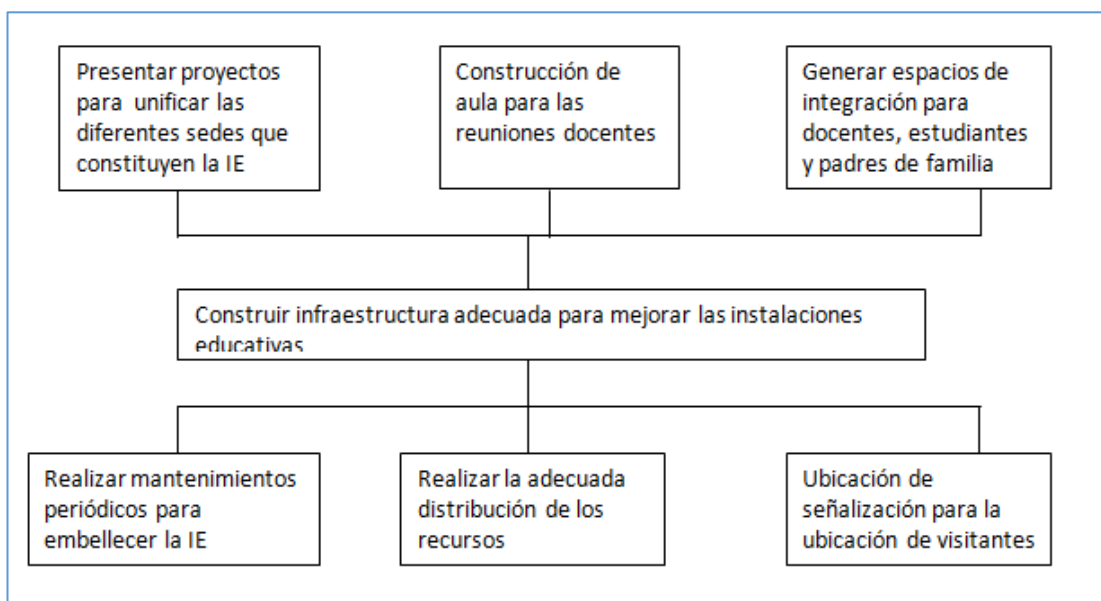 Presentar proyectos
para unificar las
diferentes sedes que
constituyen la IE
Construcción de
aula para las
reuniones docentes
Generar espacios de
integración para
docentes, estudiantes
y padres de familia
Construir infraestructura adecuada para mejorar las instalaciones
educativas
Realizar mantenimientos
periódicos para
embellecer la IE
Realizar la adecuada
distribución de los
recursos
Ubicación de
señalización para la
ubicación de visitantes